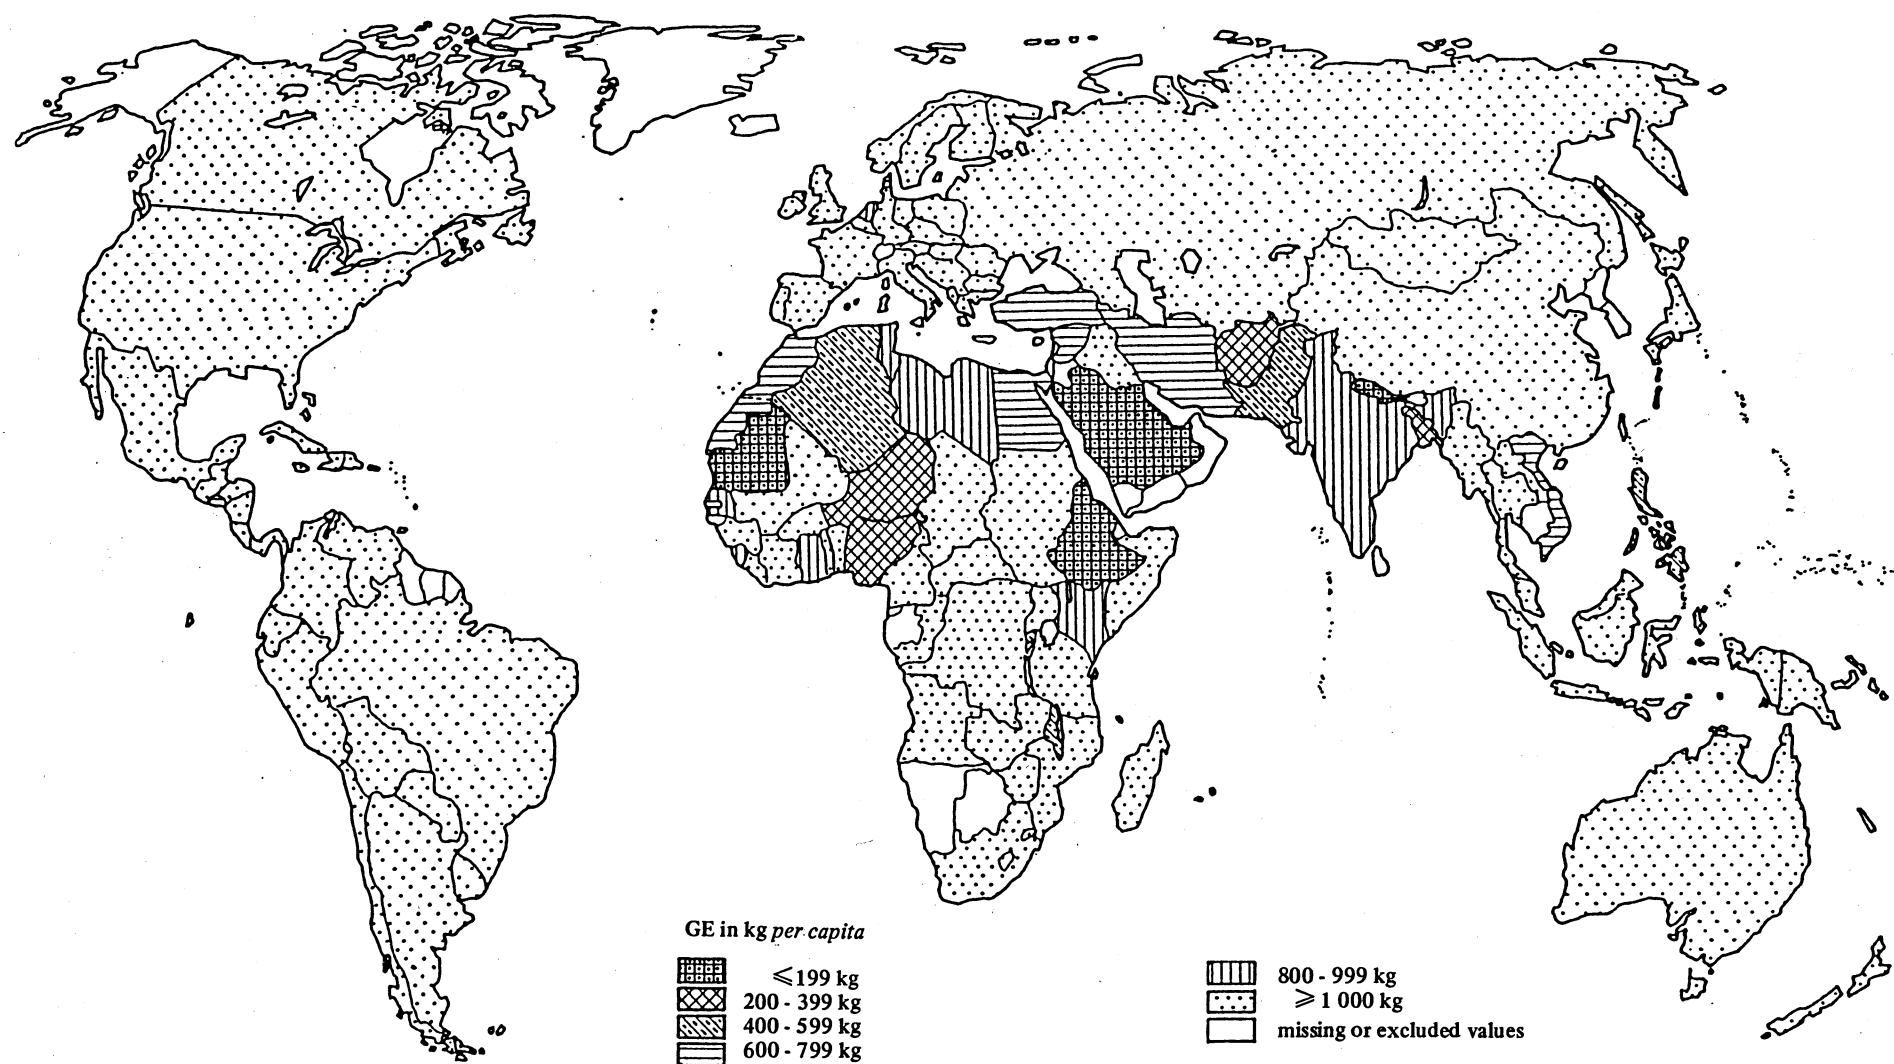 GE in kg per capita
≤199 kg
200 - 399 kg
400 - 599 kg
600 - 799 kg
800 - 999 kg
≥1 000 kg
missing or excluded values